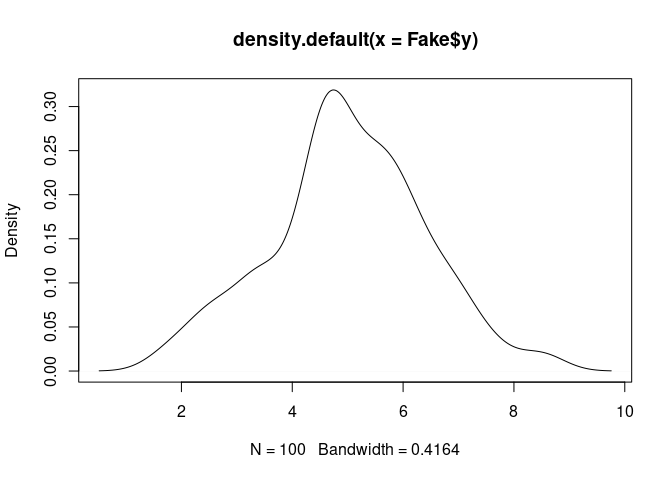 density.default(x = Fake$y)
Density
0.30
0.25
0.20
0.15
0.10
0.05
0.00
2 4 6 8 10
N = 100 Bandwidth = 0.4164